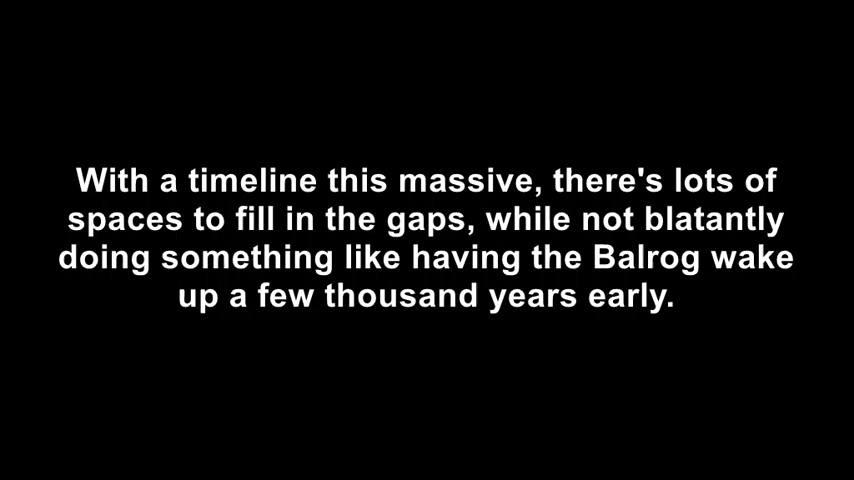 With a timeline this massive, there's lots of
spaces to fill in the gaps, while not blatantly
doing something like having the Balrog wake
up a few thousand years early.